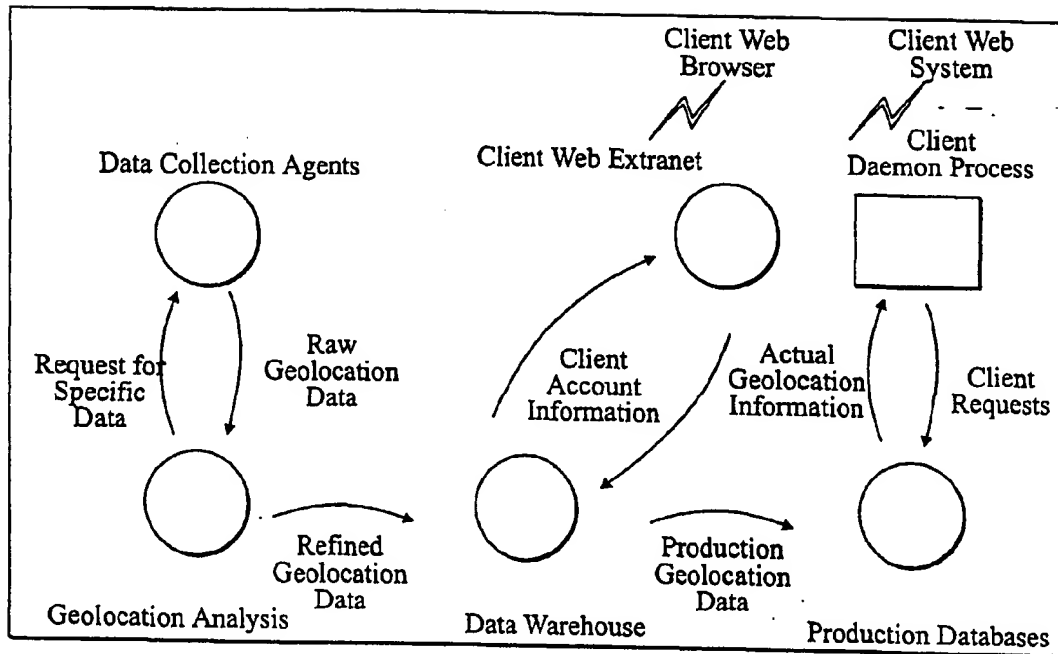 Client Web
Browser
Client Web
System
Data Collection Agents
Client Web Extranet
Client
Daemon Process
Request for
Specific
Data
Raw
Geolocation
Data
Client
Account
Information
Actual
Geolocation
Information
Client
Requests
Refined
Geolocation
Data
Production
Geolocation
Data
Geolocation Analysis
Data Warehouse
Production Databases